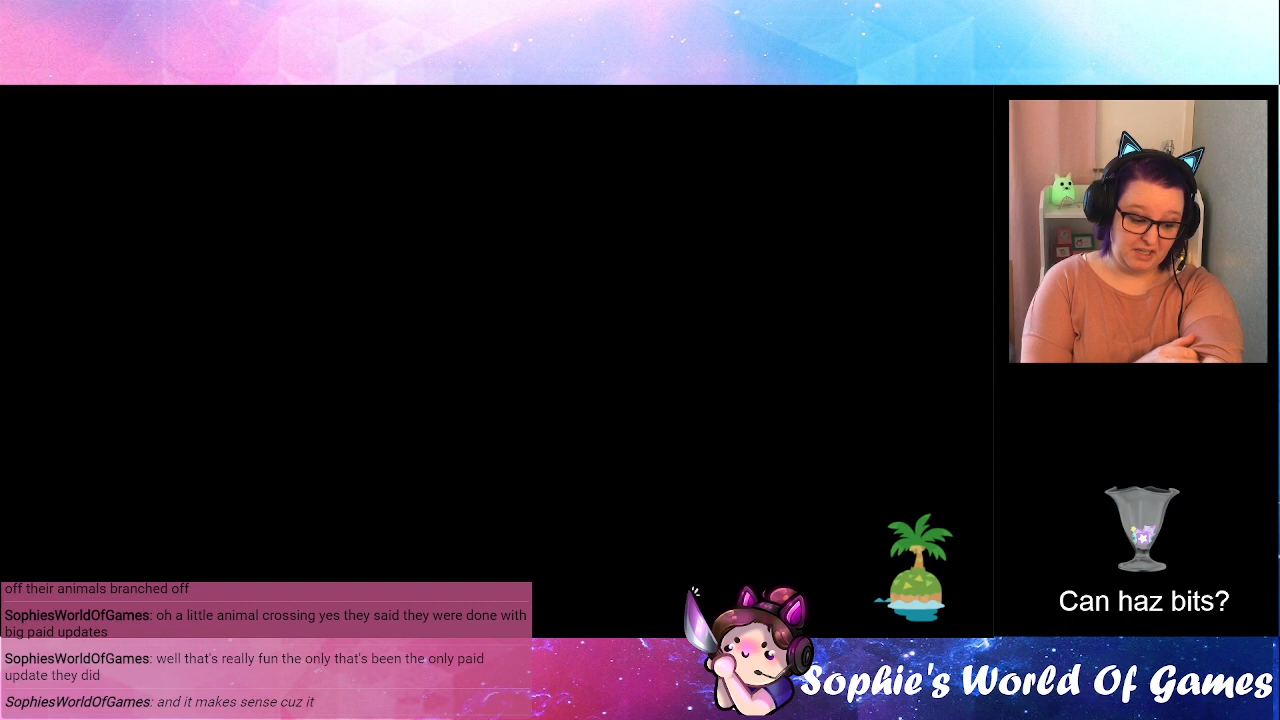 off their animals branched off
SophiesWorldOfGames: oh a little animal crossing yes they said they were done with
big paid updates
SophiesWorldOfGames: well that's really fun the only that's been the only paid
update they did
SophiesWorldOfGames: and it makes sense cuz it
Can haz bits?
Sophie's World Of Games